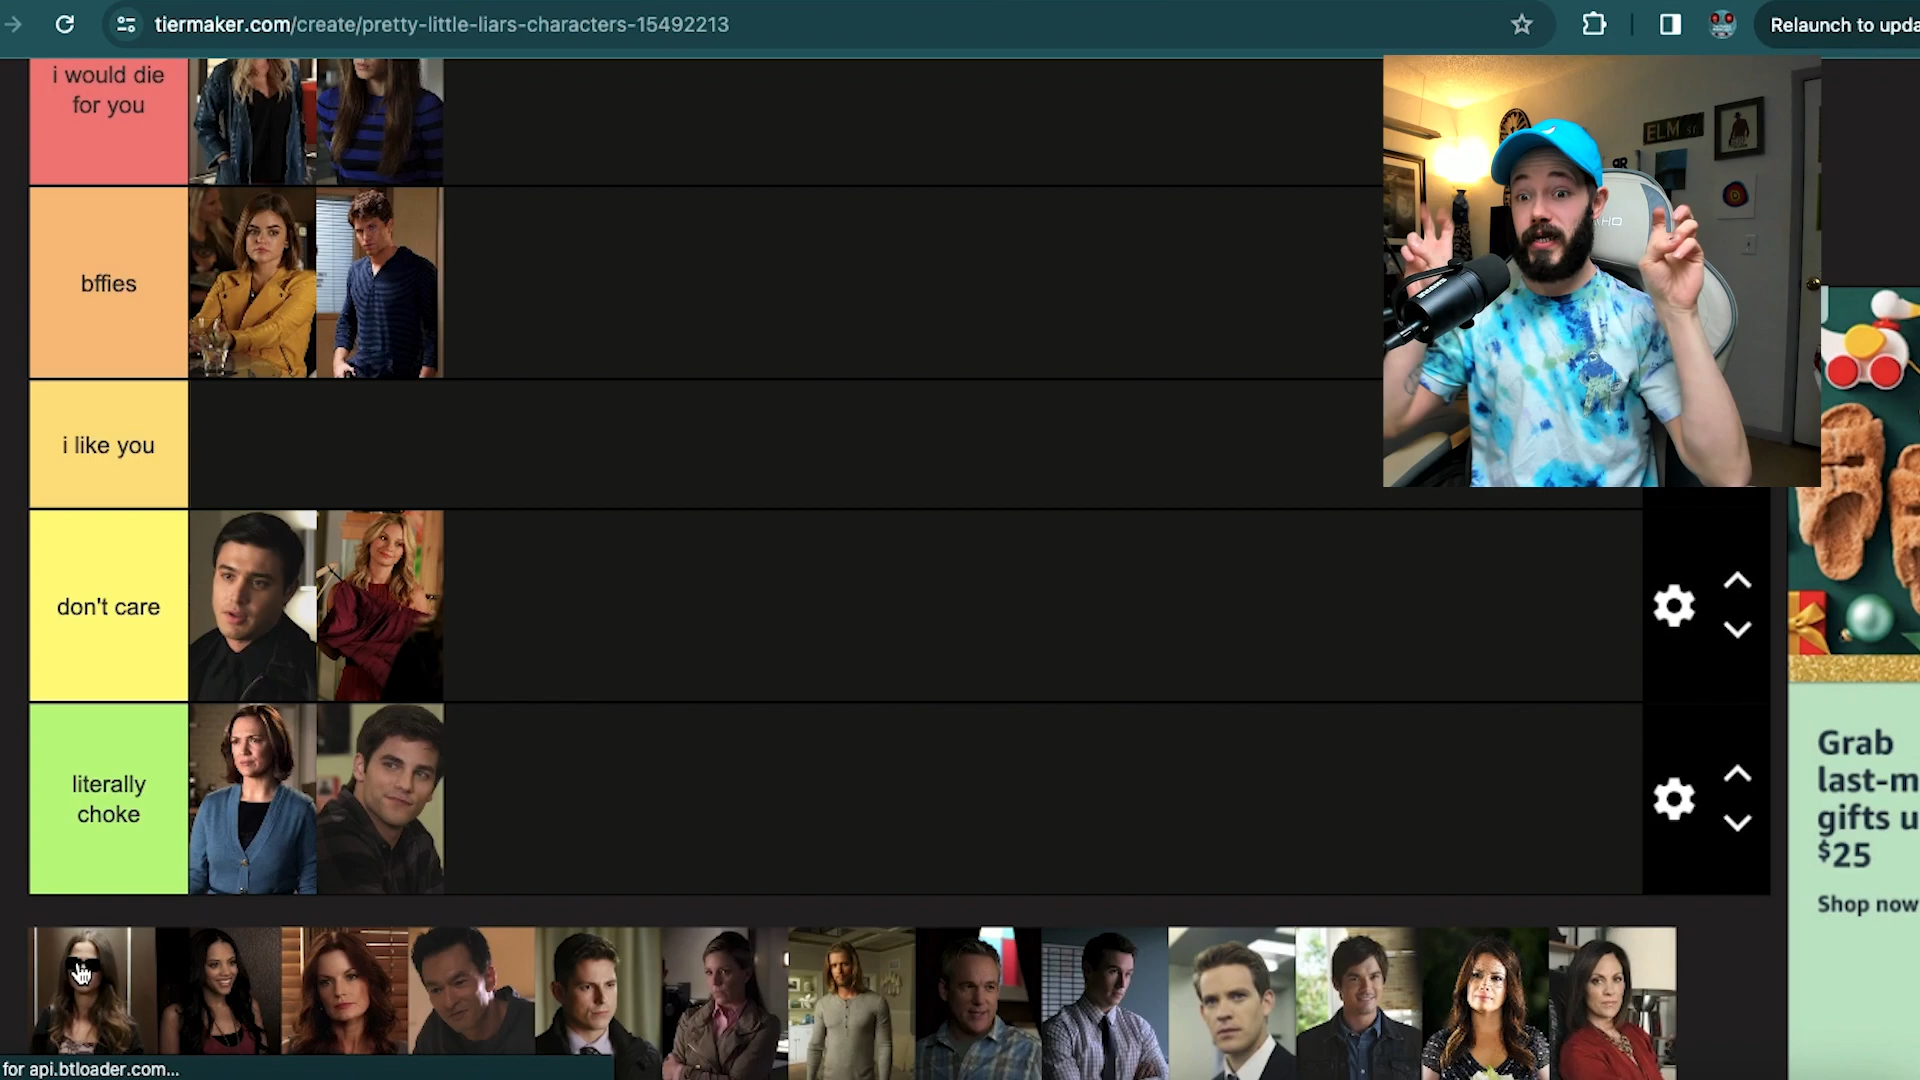 tiermaker.com/create/pretty-little-liars-characters-15492213
Relaunch to upda
i would die
for you
ELM ST
bffies
i like you
don't care
literally
choke
Grab
last-m
gifts u
$25
Shop now
for api.btloader.com...